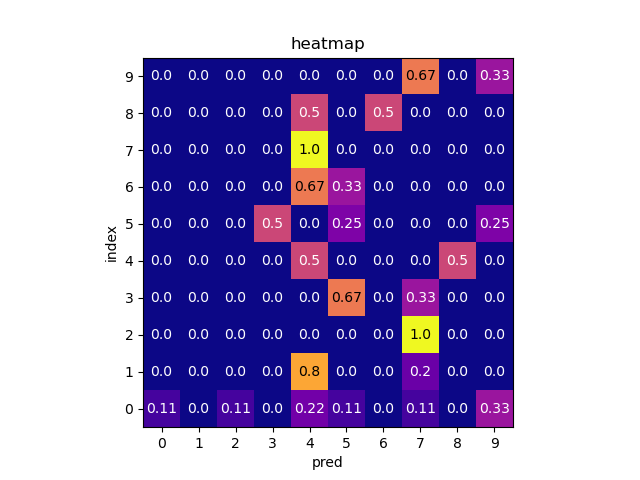 heatmap
9 0.0 0.0 0.0 0.0 0.0 0.0 0.0 0.67 0.0 0.33
8 0.0 0.0 0.0 0.0 0.5 0.0 0.5 0.0 0.0 0.0
7 0.0 0.0 0.0 0.0 1.0 0.0 0.0 0.0 0.0 0.0
6 0.0 0.0 0.0 0.0 0.67 0.33 0.0 0.0 0.0 0.0
5 0.0 0.0 0.0 0.5 0.0 0.25 0.0 0.0 0.0 0.25
index
4 0.0 0.0 0.0 0.0 0.5 0.0 0.0 0.0 0.5 0.0
3 0.0 0.0 0.0 0.0 0.0 0.67 0.0 0.33 0.0 0.0
2 0.0 0.0 0.0 0.0 0.0 0.0 0.0 1.0 0.0 0.0
1 0.0 0.0 0.0 0.0 0.8 0.0 0.0 0.2 0.0 0.0
0 0.11 0.0 0.11 0.0 0.22 0.11 0.0 0.11 0.0 0.33
0 1 2 3 4 5 6 7 8 9
pred